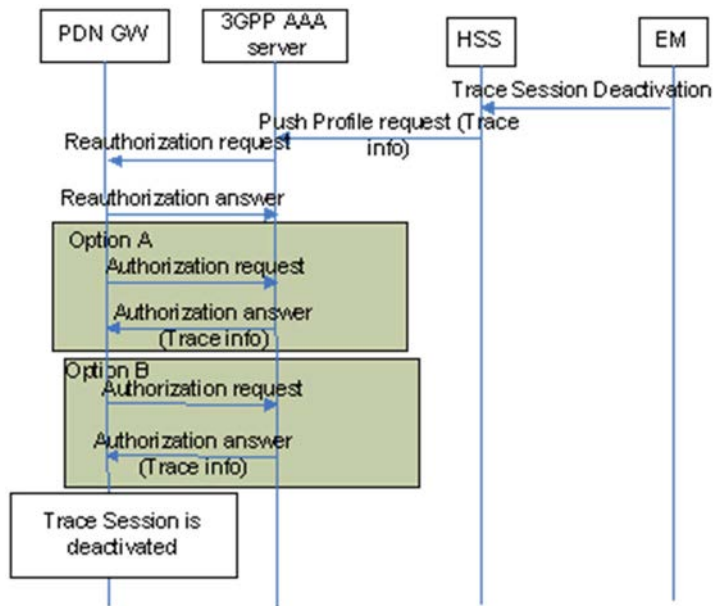 PDN GW
3GPP AAA
server
HSS
EM
Trace Session Deactivation
Push Profile request (Trace
info)
Reauthorization request
Reauthorization answer
Option A
Authorization request
Authorization answer
(Trace info)
Option B
Authorization request
Authorization answer
(Trace info)
Trace Session is
deactivated